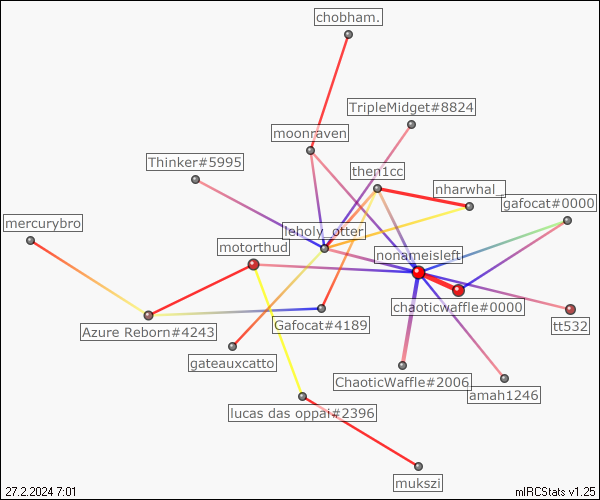 chobham.
TripleMidget#8824
moonraven
Thinker#5995
then1cc
nharwhal_
gafocat#0000
mercurybro
leholy_otter
motorthud
nonameisleft
chaoticwaffle#0000
Azure Reborn#4243
Gafocat#4189
tt532
gateauxcatto
ChaoticWaffle#2006
amah1246
lucas das oppai#2396
mukszi
27.2.2024 7:01
mIRCStats v1.25